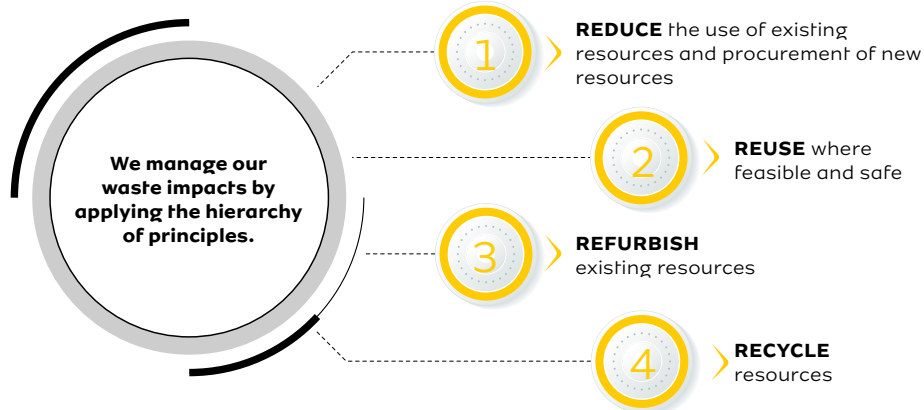 We manage our
waste impacts by
applying the hierarchy
of principles.
1
REDUCE the use of existing
resources and procurement of new
resources
2
REUSE where
feasible and safe
3
REFURBISH
existing resources
4
RECYCLE
resources